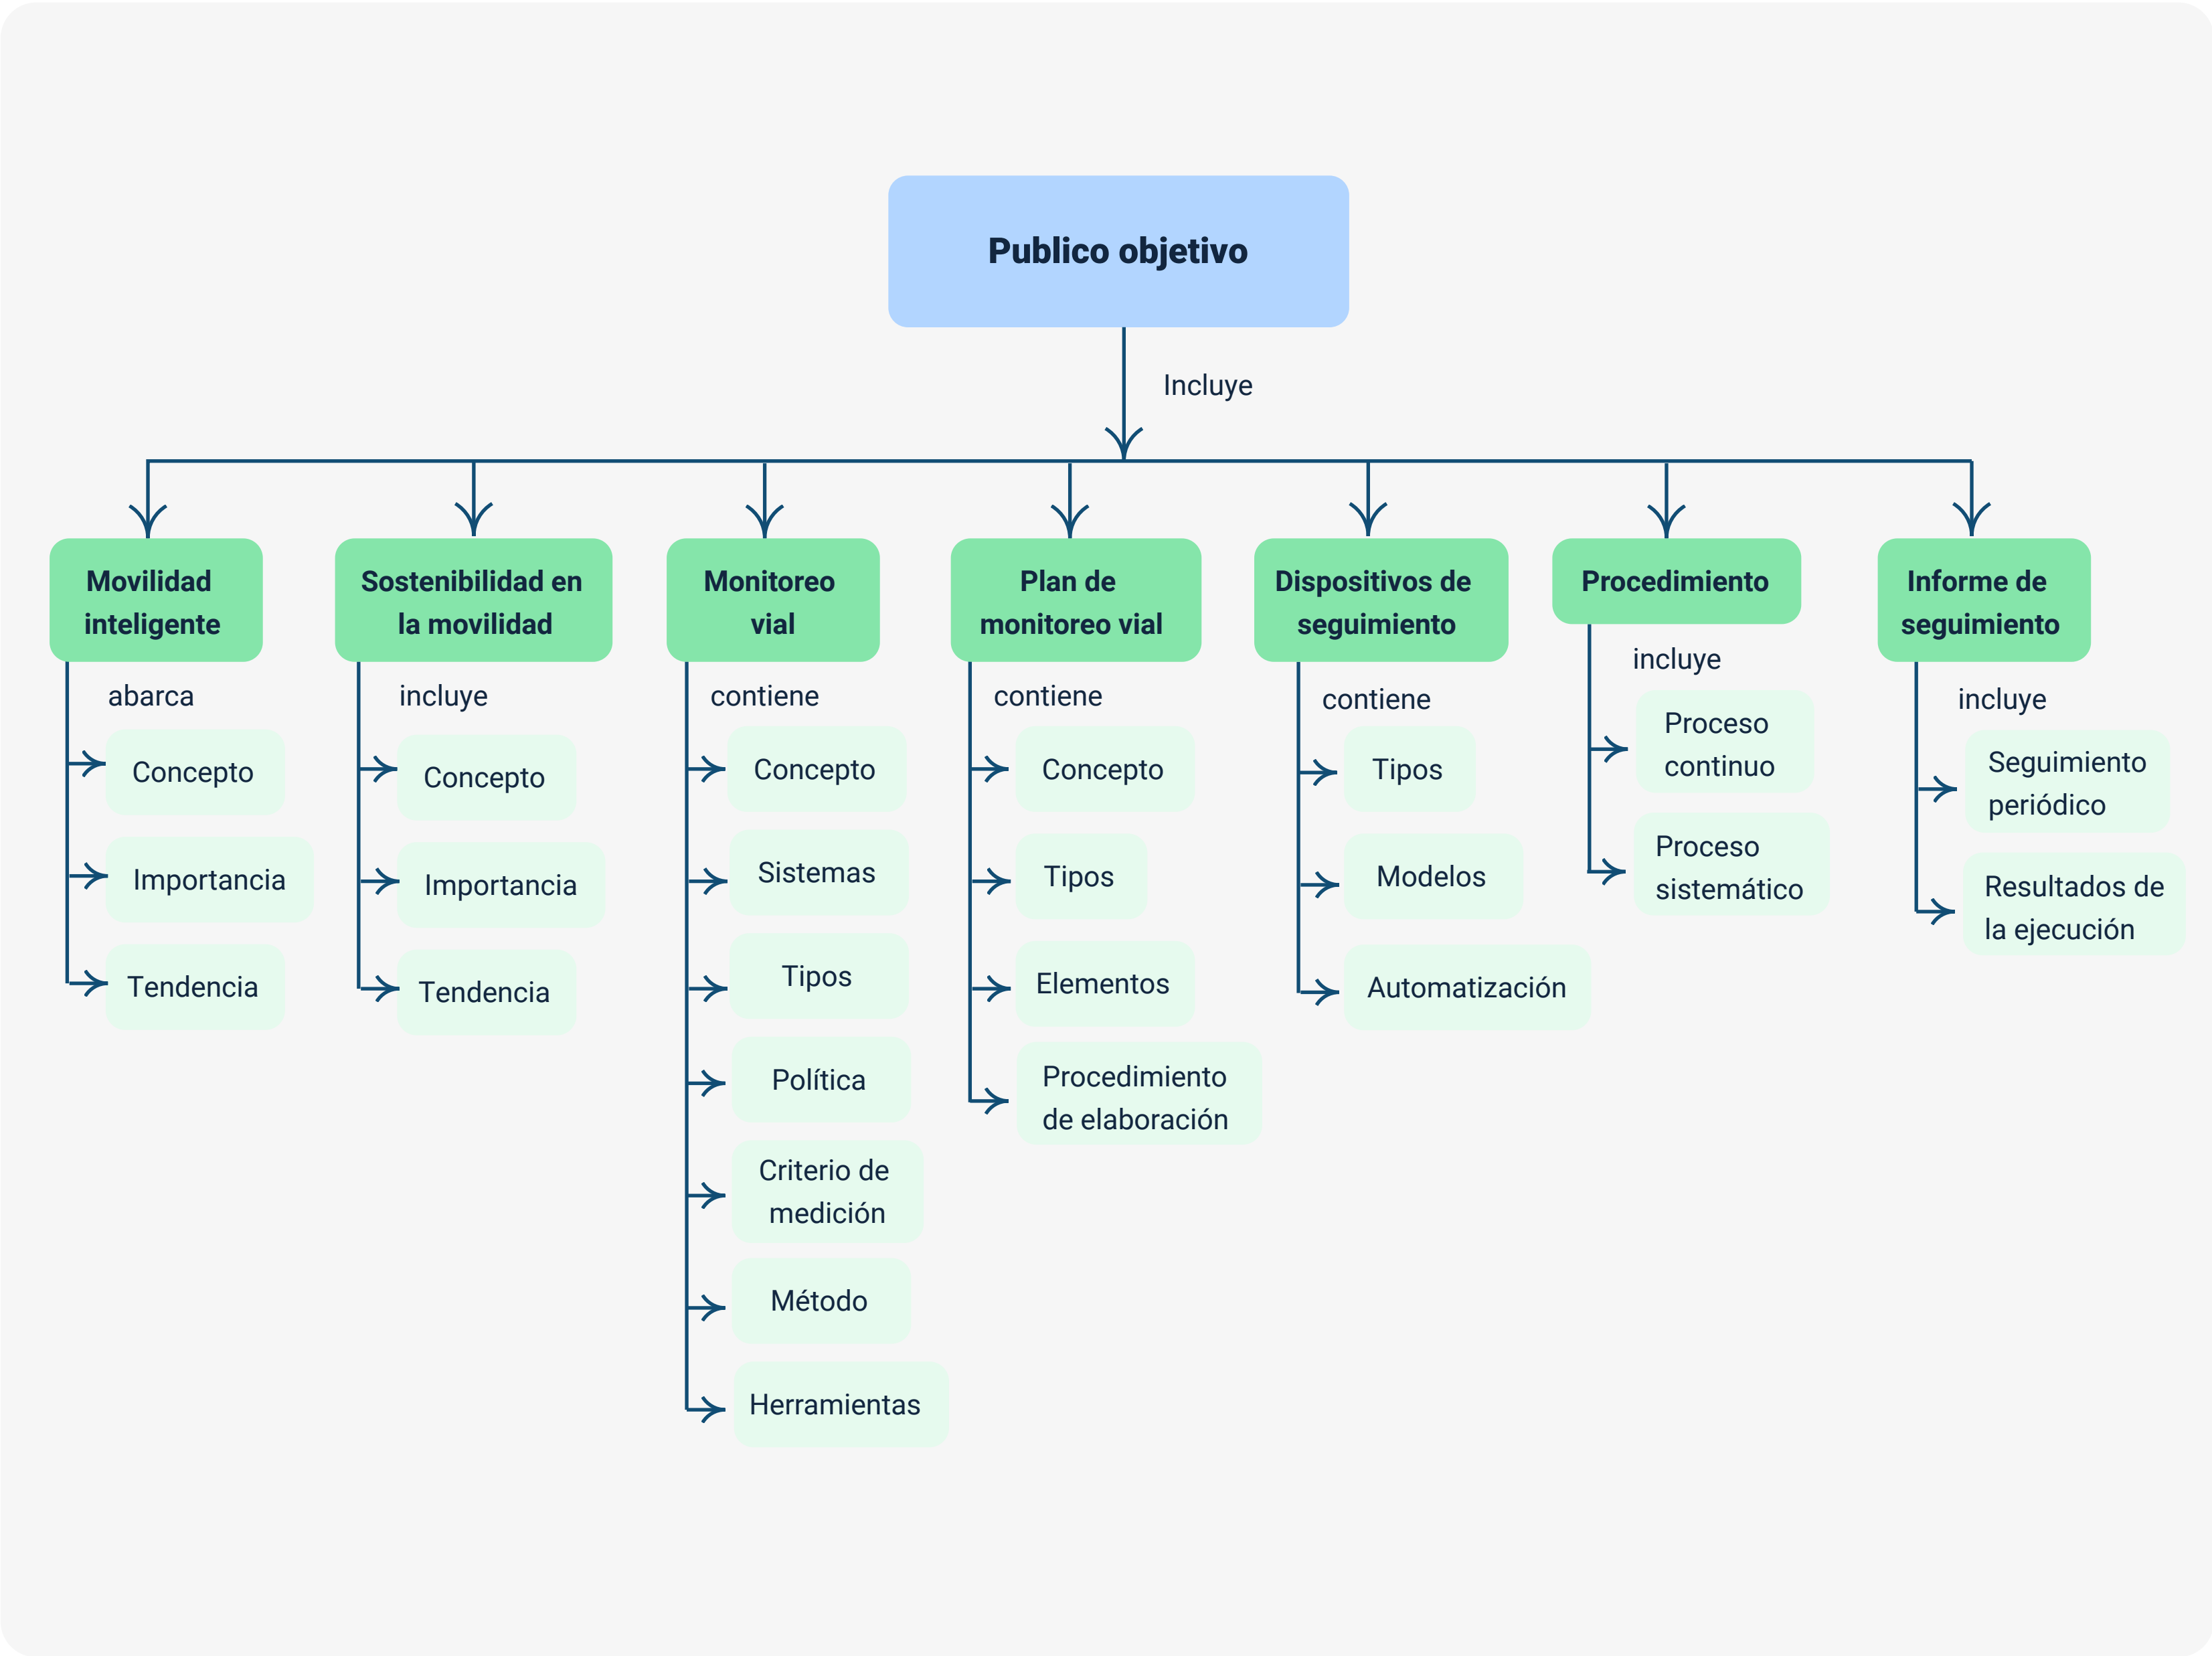 Publico objetivo
Incluye
Movilidad
inteligente
abarca
Concepto
Importancia
Tendencia
Sostenibilidad en
la movilidad
incluye
Concepto
Importancia
Tendencia
Monitoreo
vial
contiene
Concepto
Sistemas
Tipos
Política
Criterio de
medición
Método
Herramientas
Plan de
monitoreo vial
contiene
Concepto
Tipos
Elementos
Procedimiento
de elaboración
Dispositivos de
seguimiento
contiene
Tipos
Modelos
Automatización
Procedimiento
incluye
Proceso
continuo
Proceso
sistemático
Informe de
seguimiento
incluye
Seguimiento
periódico
Resultados de
la ejecución